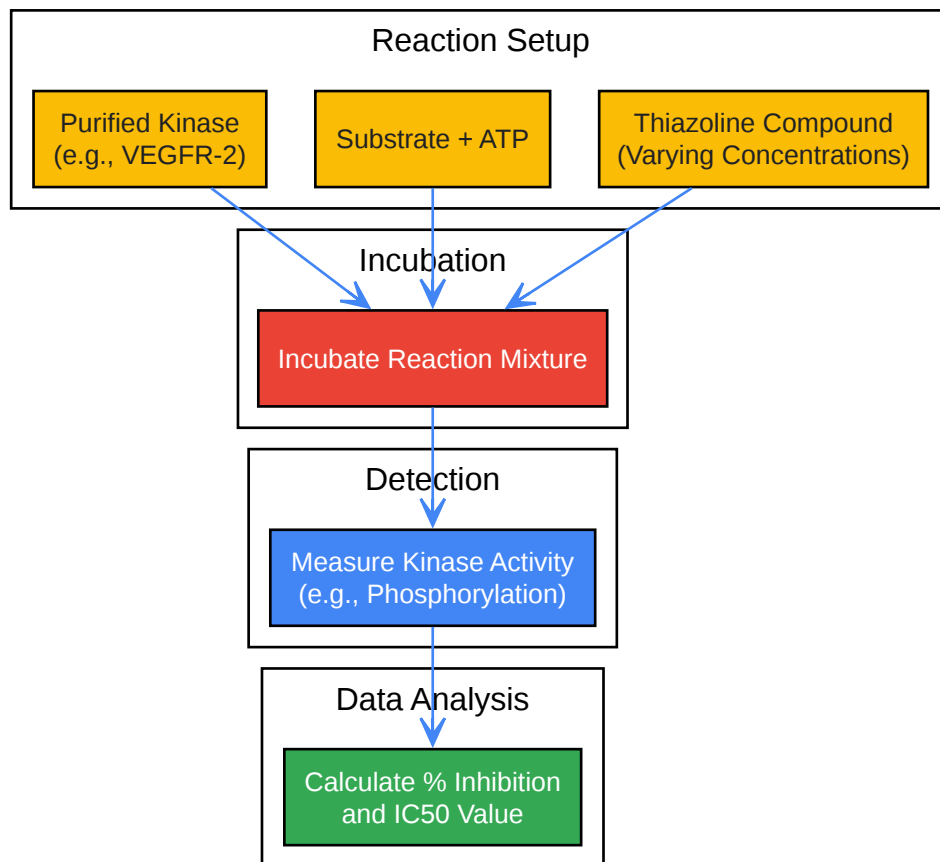 Reaction Setup
Purified Kinase
(e.g., VEGFR-2)
Substrate + ATP
Thiazoline Compound
(Varying Concentrations)
Incubation
Incubate Reaction Mixture
Detection
Measure Kinase Activity
(e.g., Phosphorylation)
Data Analysis
Calculate % Inhibition
and IC50 Value